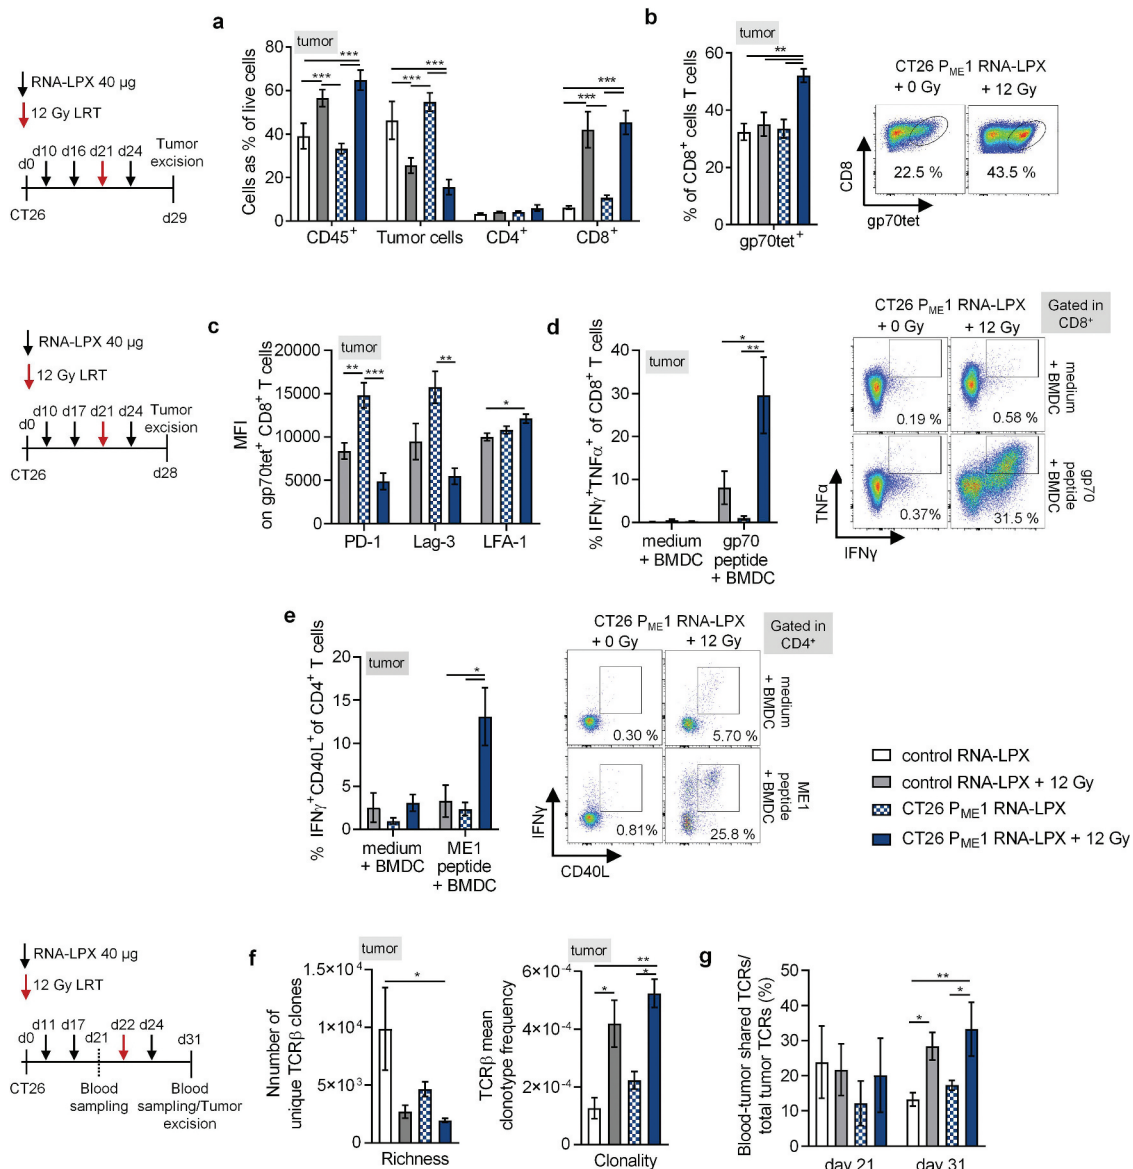 a
tumor
RNA-LPX 40 µg
12 Gy LRT
d0
d10
d16
d21
d24
Tumor
excision
CT26
d29
Cells as % of live cells
80
60
40
20
0
***
***
***
***
***
***
CD45+
Tumor cells
CD4+
CD8+
b
tumor
% of CD8+ cells T cells
60
40
20
0
**
gp70tet+
CT26 PME1 RNA-LPX
+ 0 Gy
+ 12 Gy
22.5 %
43.5 %
CD8
gp70tet
RNA-LPX 40 µg
12 Gy LRT
d0
d10
d17
d21
d24
Tumor
excision
CT26
d28
c
tumor
MFI
on gp70tet+ CD8+ T cells
20000
15000
10000
5000
0
**
***
**
*
PD-1
Lag-3
LFA-1
d
tumor
% IFNγ+TNFα+ of CD8+ T cells
40
30
20
10
0
*
**
medium
+ BMDC
gp70
peptide
+ BMDC
CT26 PME1 RNA-LPX
+ 0 Gy
+ 12 Gy
Gated in
CD8+
0.19 %
0.58 %
medium
+ BMDC
0.37%
31.5 %
gp70
peptide
+ BMDC
TNFα
IFNγ
e
tumor
% IFNγ+CD40L+ of CD4+ T cells
20
15
10
5
0
*
medium
+ BMDC
ME1
peptide
+ BMDC
CT26 PME1 RNA-LPX
+ 0 Gy
+ 12 Gy
Gated in
CD4+
0.30 %
5.70 %
medium
+ BMDC
0.81%
25.8 %
ME1
peptide
+ BMDC
IFNγ
CD40L
control RNA-LPX
control RNA-LPX + 12 Gy
CT26 PME1 RNA-LPX
CT26 PME1 RNA-LPX + 12 Gy
RNA-LPX 40 µg
12 Gy LRT
d0
d11
d17
d21
d22
d24
d31
CT26
Blood
sampling
Blood
sampling/Tumor
excision
f
tumor
Nnumber of
unique TCRβ clones
1.5×10⁴
1×10⁴
5×10³
0
*
Richness
tumor
TCRβ mean
clonotype frequency
6×10⁻⁴
4×10⁻⁴
2×10⁻⁴
0
*
**
*
Clonality
g
Blood-tumor shared TCRs/
total tumor TCRs (%)
50
40
30
20
10
0
*
**
*
day 21
day 31